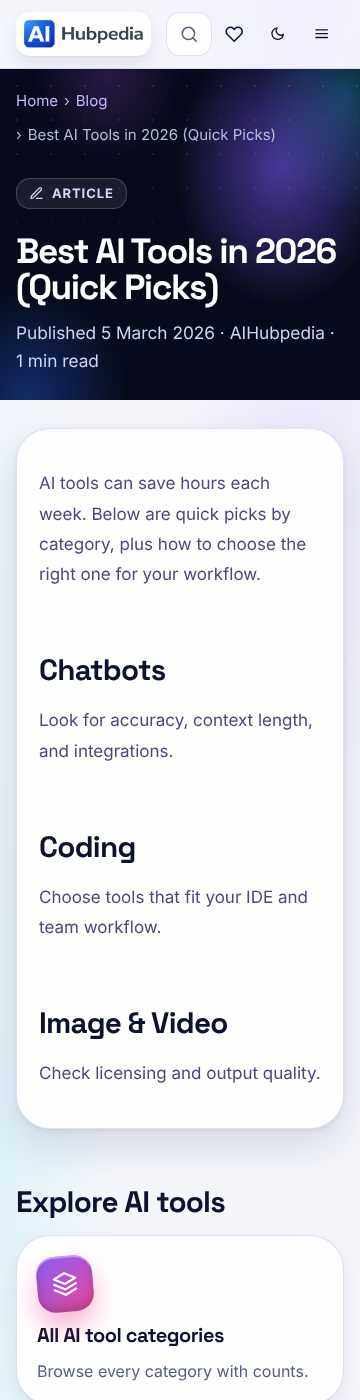 AI Hubpedia
Home › Blog
› Best AI Tools in 2026 (Quick Picks)
ARTICLE
Best AI Tools in 2026
(Quick Picks)
Published 5 March 2026 · AIHubpedia ·
1 min read
AI tools can save hours each
week. Below are quick picks by
category, plus how to choose the
right one for your workflow.
Chatbots
Look for accuracy, context length,
and integrations.
Coding
Choose tools that fit your IDE and
team workflow.
Image & Video
Check licensing and output quality.
Explore AI tools
All AI tool categories
Browse every category with counts.